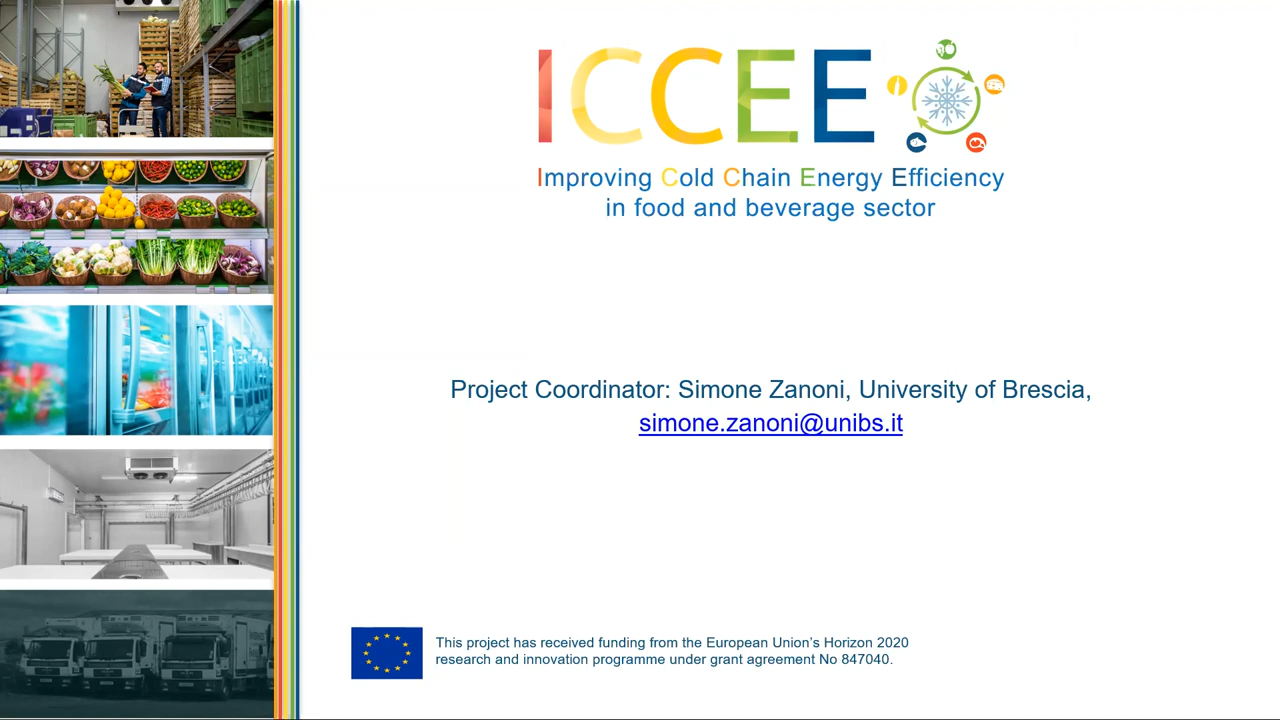 ICCEE
Improving Cold Chain Energy Efficiency
in food and beverage sector
Project Coordinator: Simone Zanoni, University of Brescia,
simone.zanoni@unibs.it
This project has received funding from the European Union’s Horizon 2020
research and innovation programme under grant agreement No 847040.